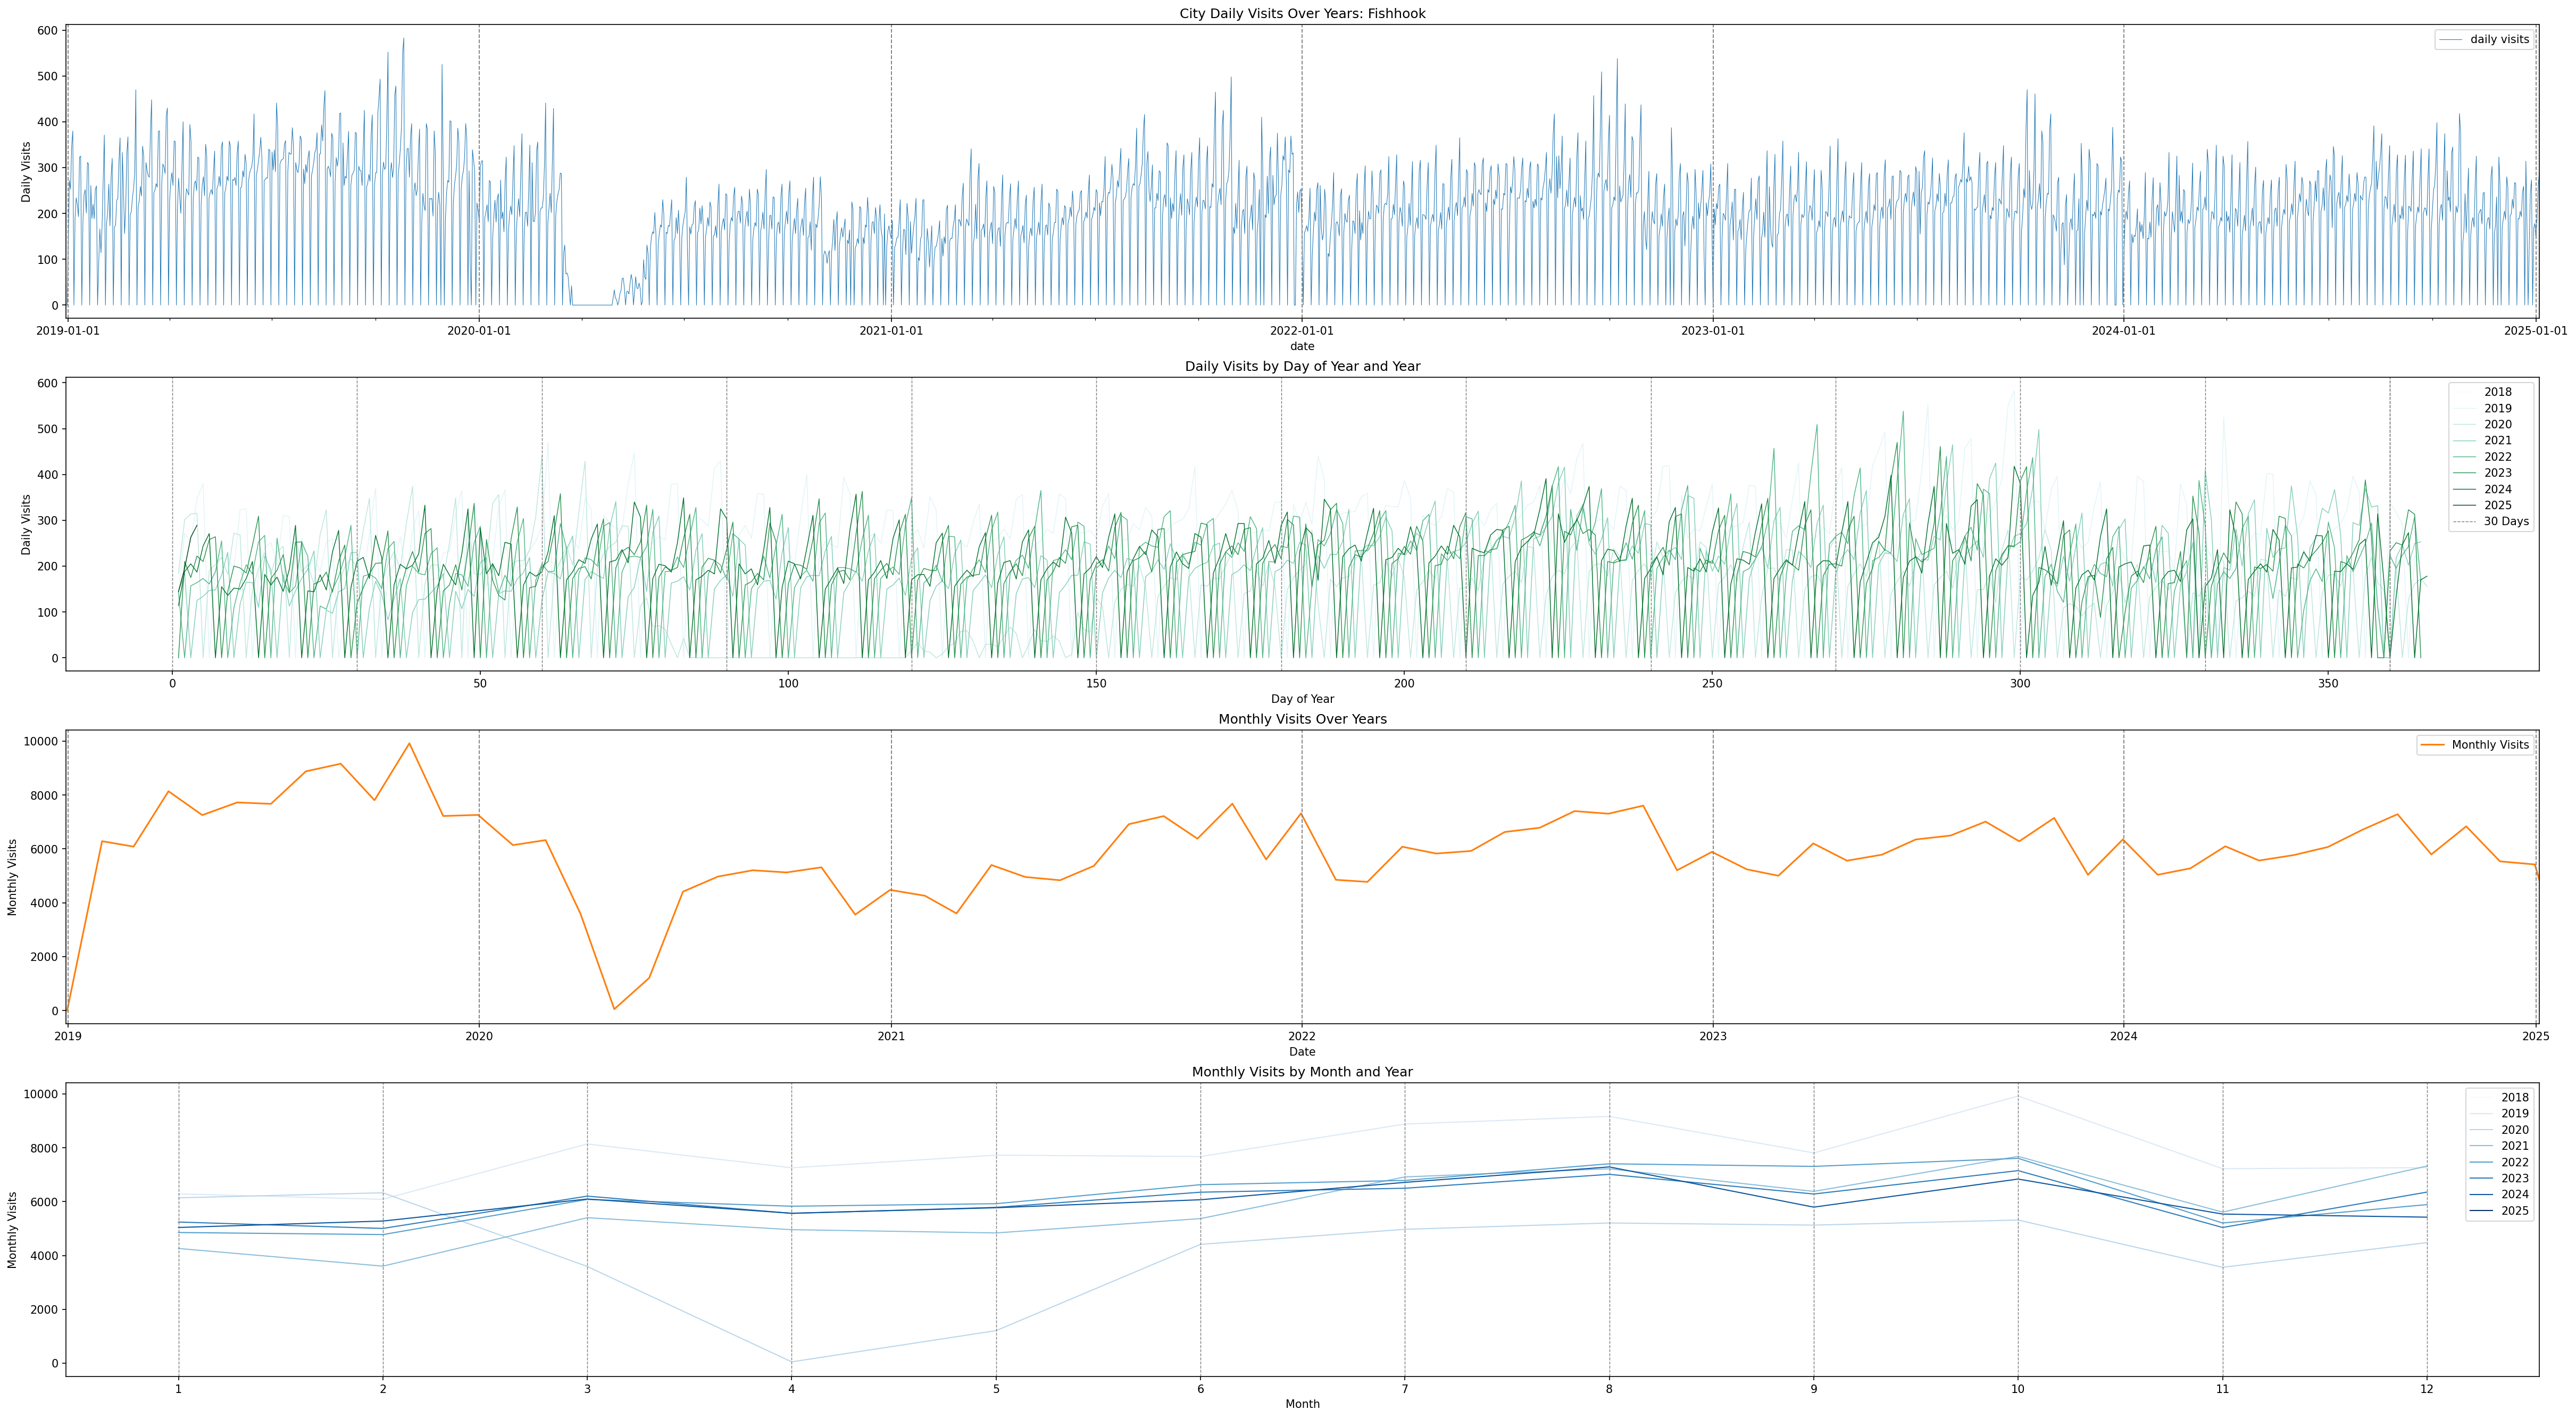 City Daily Visits Over Years: Fishhook
daily visits
600
500
400
300
200
100
0
Daily Visits
2019-01-01 2020-01-01 2021-01-01 2022-01-01 2023-01-01 2024-01-01 2025-01-01
date
Daily Visits by Day of Year and Year
2018
2019
2020
2021
2022
2023
2024
2025
30 Days
600
500
400
300
200
100
0
Daily Visits
0 50 100 150 200 250 300 350
Day of Year
Monthly Visits Over Years
Monthly Visits
10000
8000
6000
4000
2000
0
Monthly Visits
2019 2020 2021 2022 2023 2024 2025
Date
Monthly Visits by Month and Year
2018
2019
2020
2021
2022
2023
2024
2025
10000
8000
6000
4000
2000
0
Monthly Visits
1 2 3 4 5 6 7 8 9 10 11 12
Month